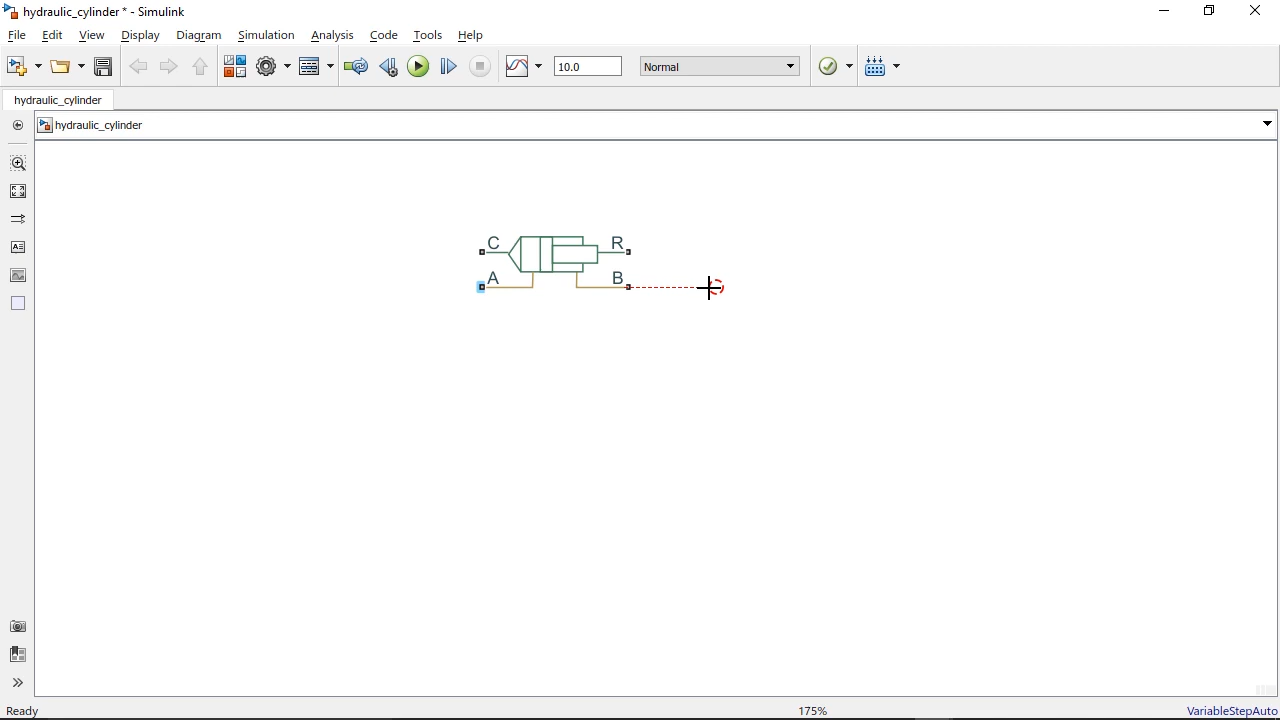 hydraulic_cylinder * - Simulink
File Edit View Display Diagram Simulation Analysis Code Tools Help
10.0 Normal
hydraulic_cylinder
hydraulic_cylinder
C R
A B
Ready 175% VariableStepAuto